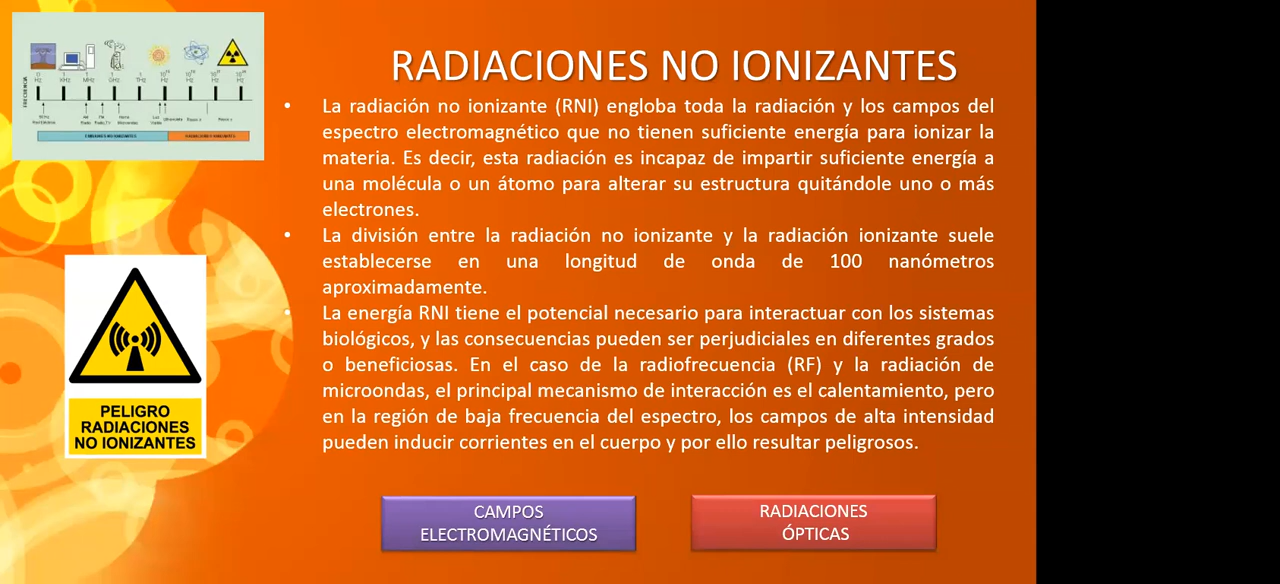 RADIACIONES NO IONIZANTES
• La radiación no ionizante (RNI) engloba toda la radiación y los campos del
espectro electromagnético que no tienen suficiente energía para ionizar la
materia. Es decir, esta radiación es incapaz de impartir suficiente energía a
una molécula o un átomo para alterar su estructura quitándole uno o más
electrones.
• La división entre la radiación no ionizante y la radiación ionizante suele
establecerse en una longitud de onda de 100 nanómetros
aproximadamente.
• La energía RNI tiene el potencial necesario para interactuar con los sistemas
biológicos, y las consecuencias pueden ser perjudiciales en diferentes grados
o beneficiosas. En el caso de la radiofrecuencia (RF) y la radiación de
microondas, el principal mecanismo de interacción es el calentamiento, pero
en la región de baja frecuencia del espectro, los campos de alta intensidad
pueden inducir corrientes en el cuerpo y por ello resultar peligrosos.
FRECUENCIA
PELIGRO
RADIACIONES
NO IONIZANTES
CAMPOS
ELECTROMAGNÉTICOS
RADIACIONES
ÓPTICAS